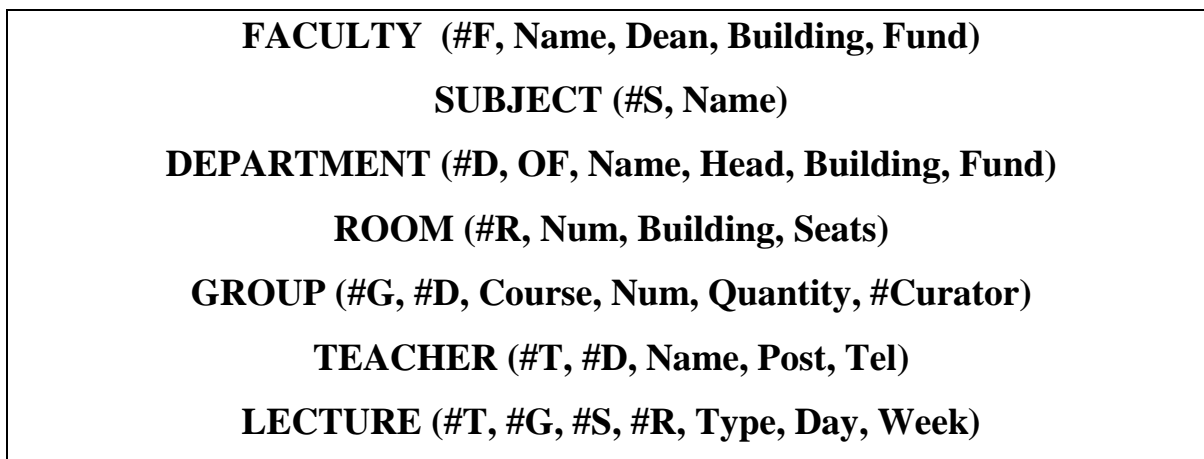 FACULTY (#F, Name, Dean, Building, Fund)
SUBJECT (#S, Name)
DEPARTMENT (#D, OF, Name, Head, Building, Fund)
ROOM (#R, Num, Building, Seats)
GROUP (#G, #D, Course, Num, Quantity, #Curator)
TEACHER (#T, #D, Name, Post, Tel)
LECTURE (#T, #G, #S, #R, Type, Day, Week)